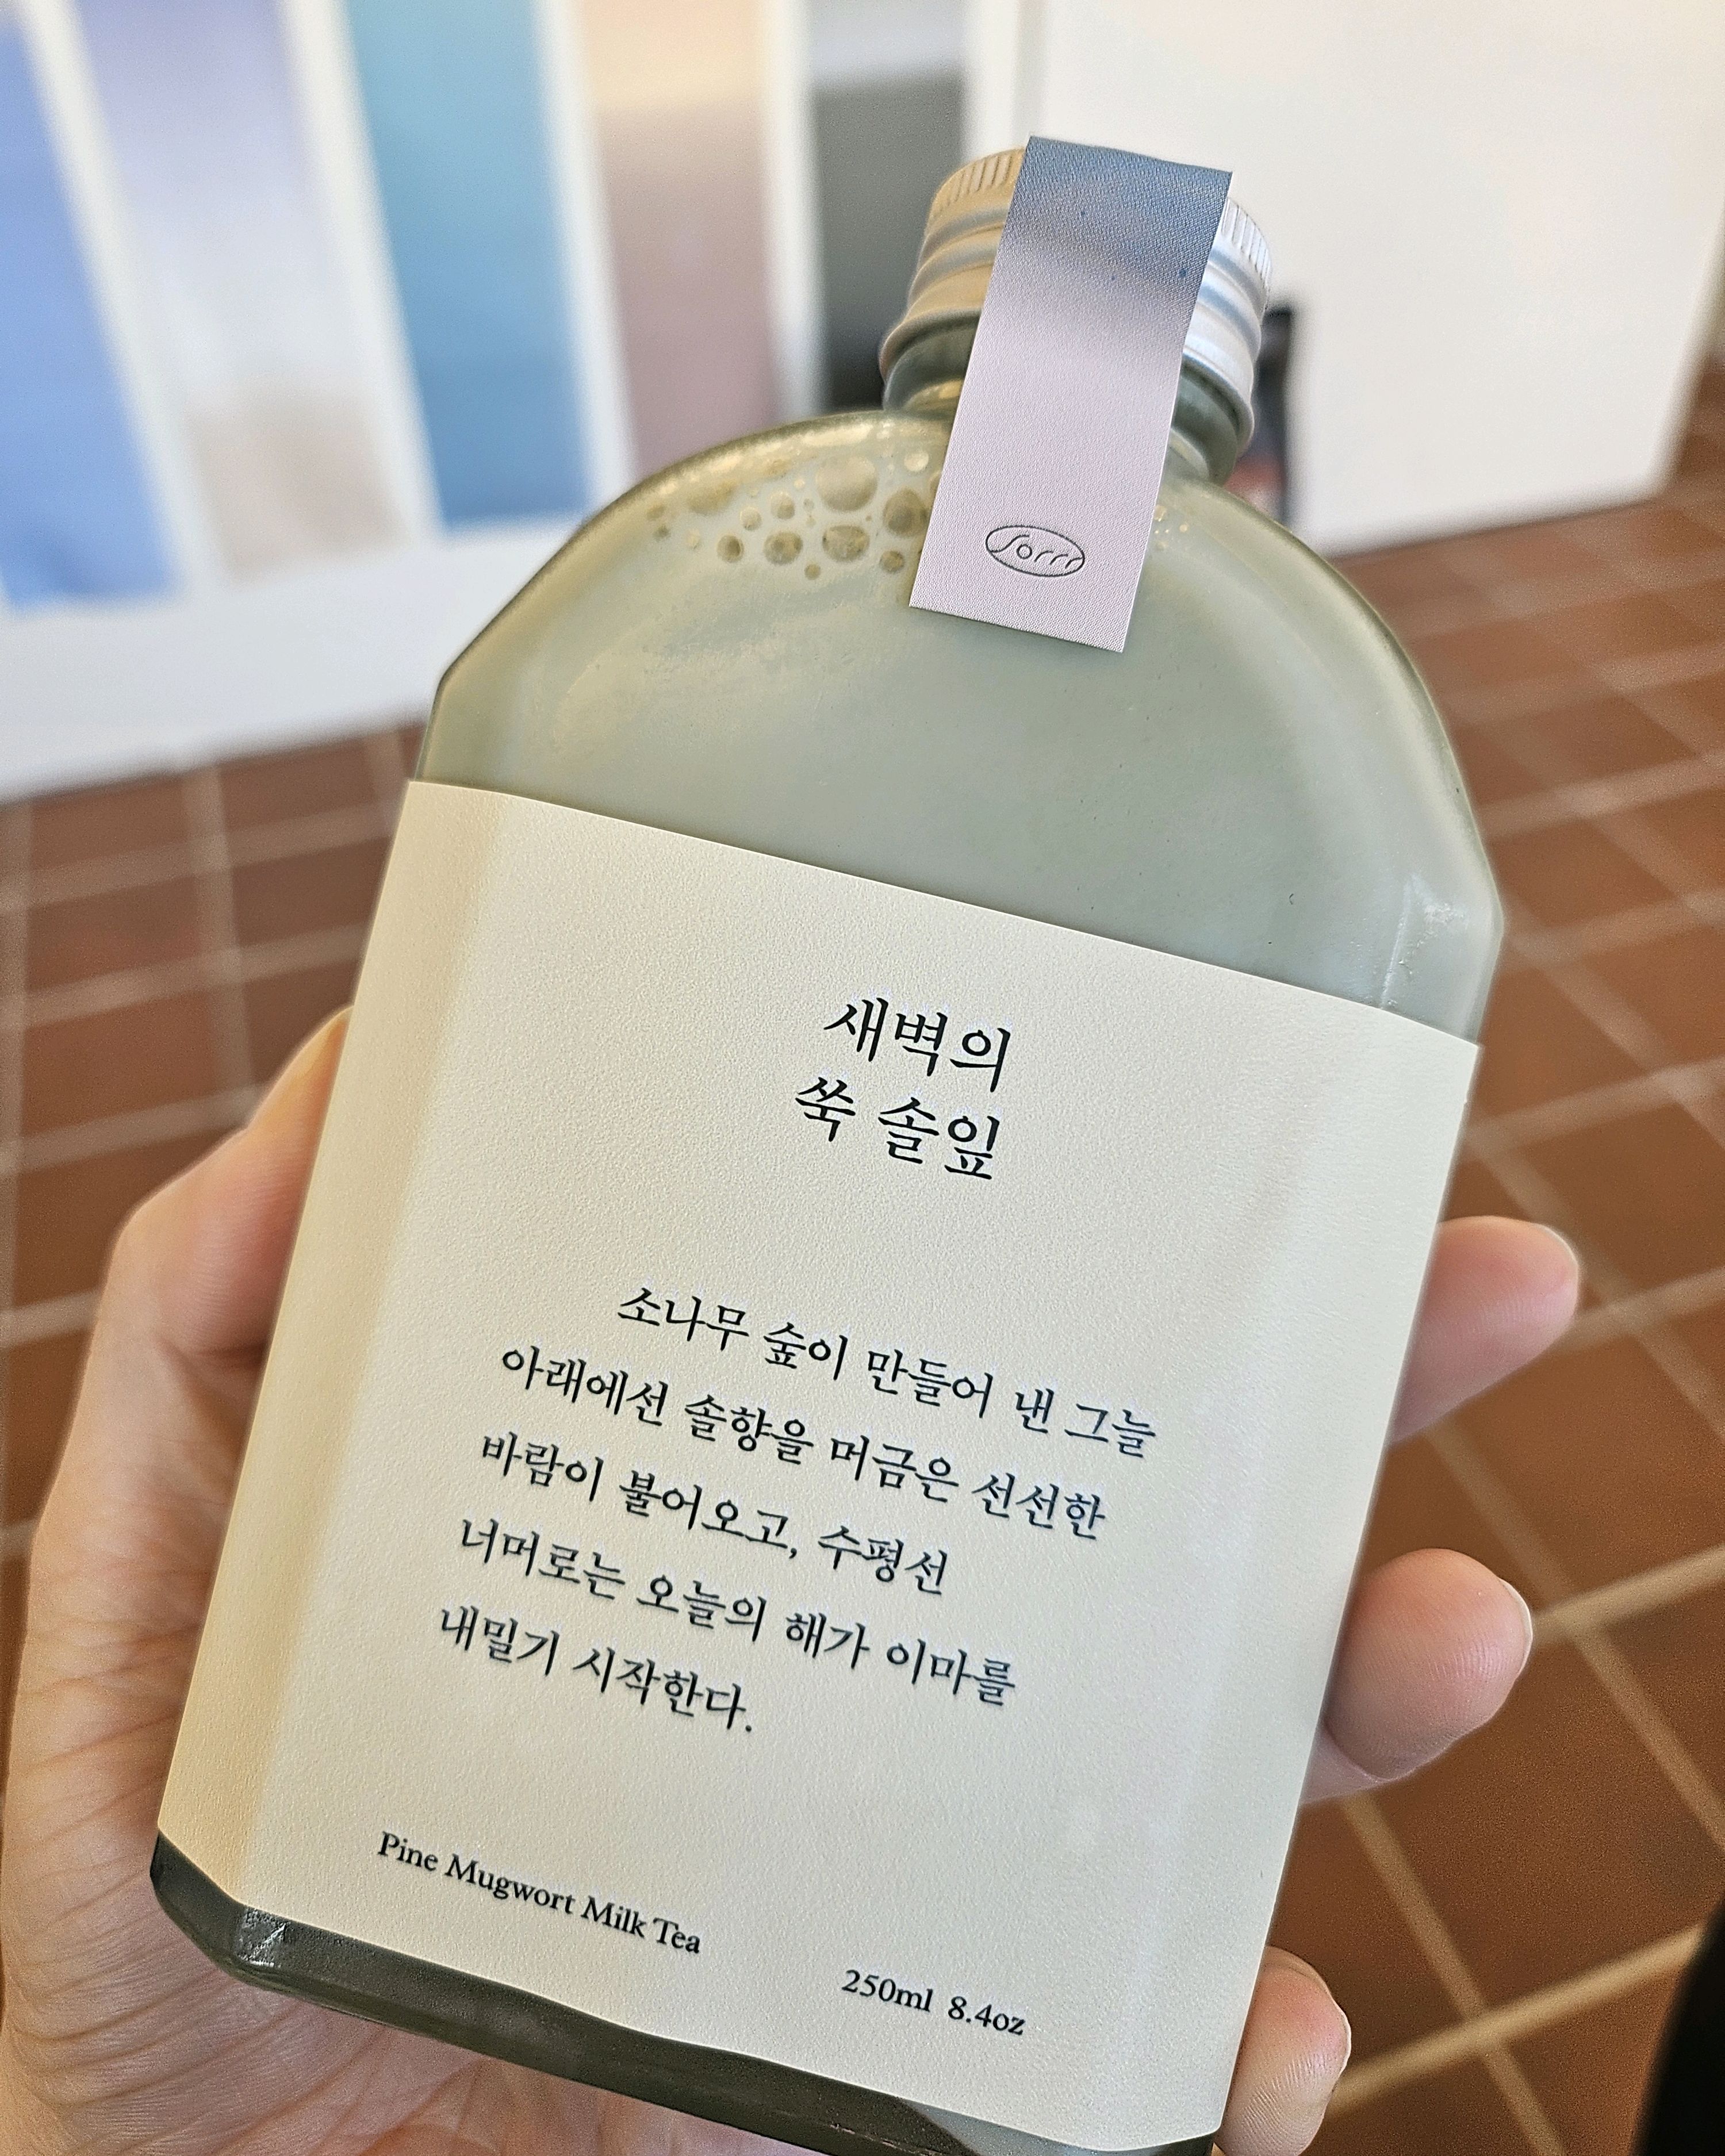 Sorrr
새벽의
쑥 솔잎
소나무 숲이 만들어 낸 그늘
아래에선 솔향을 머금은 선선한
바람이 불어오고, 수평선
너머로는 오늘의 해가 이마를
내밀기 시작한다.
Pine Mugwort Milk Tea
250ml 8.4oz